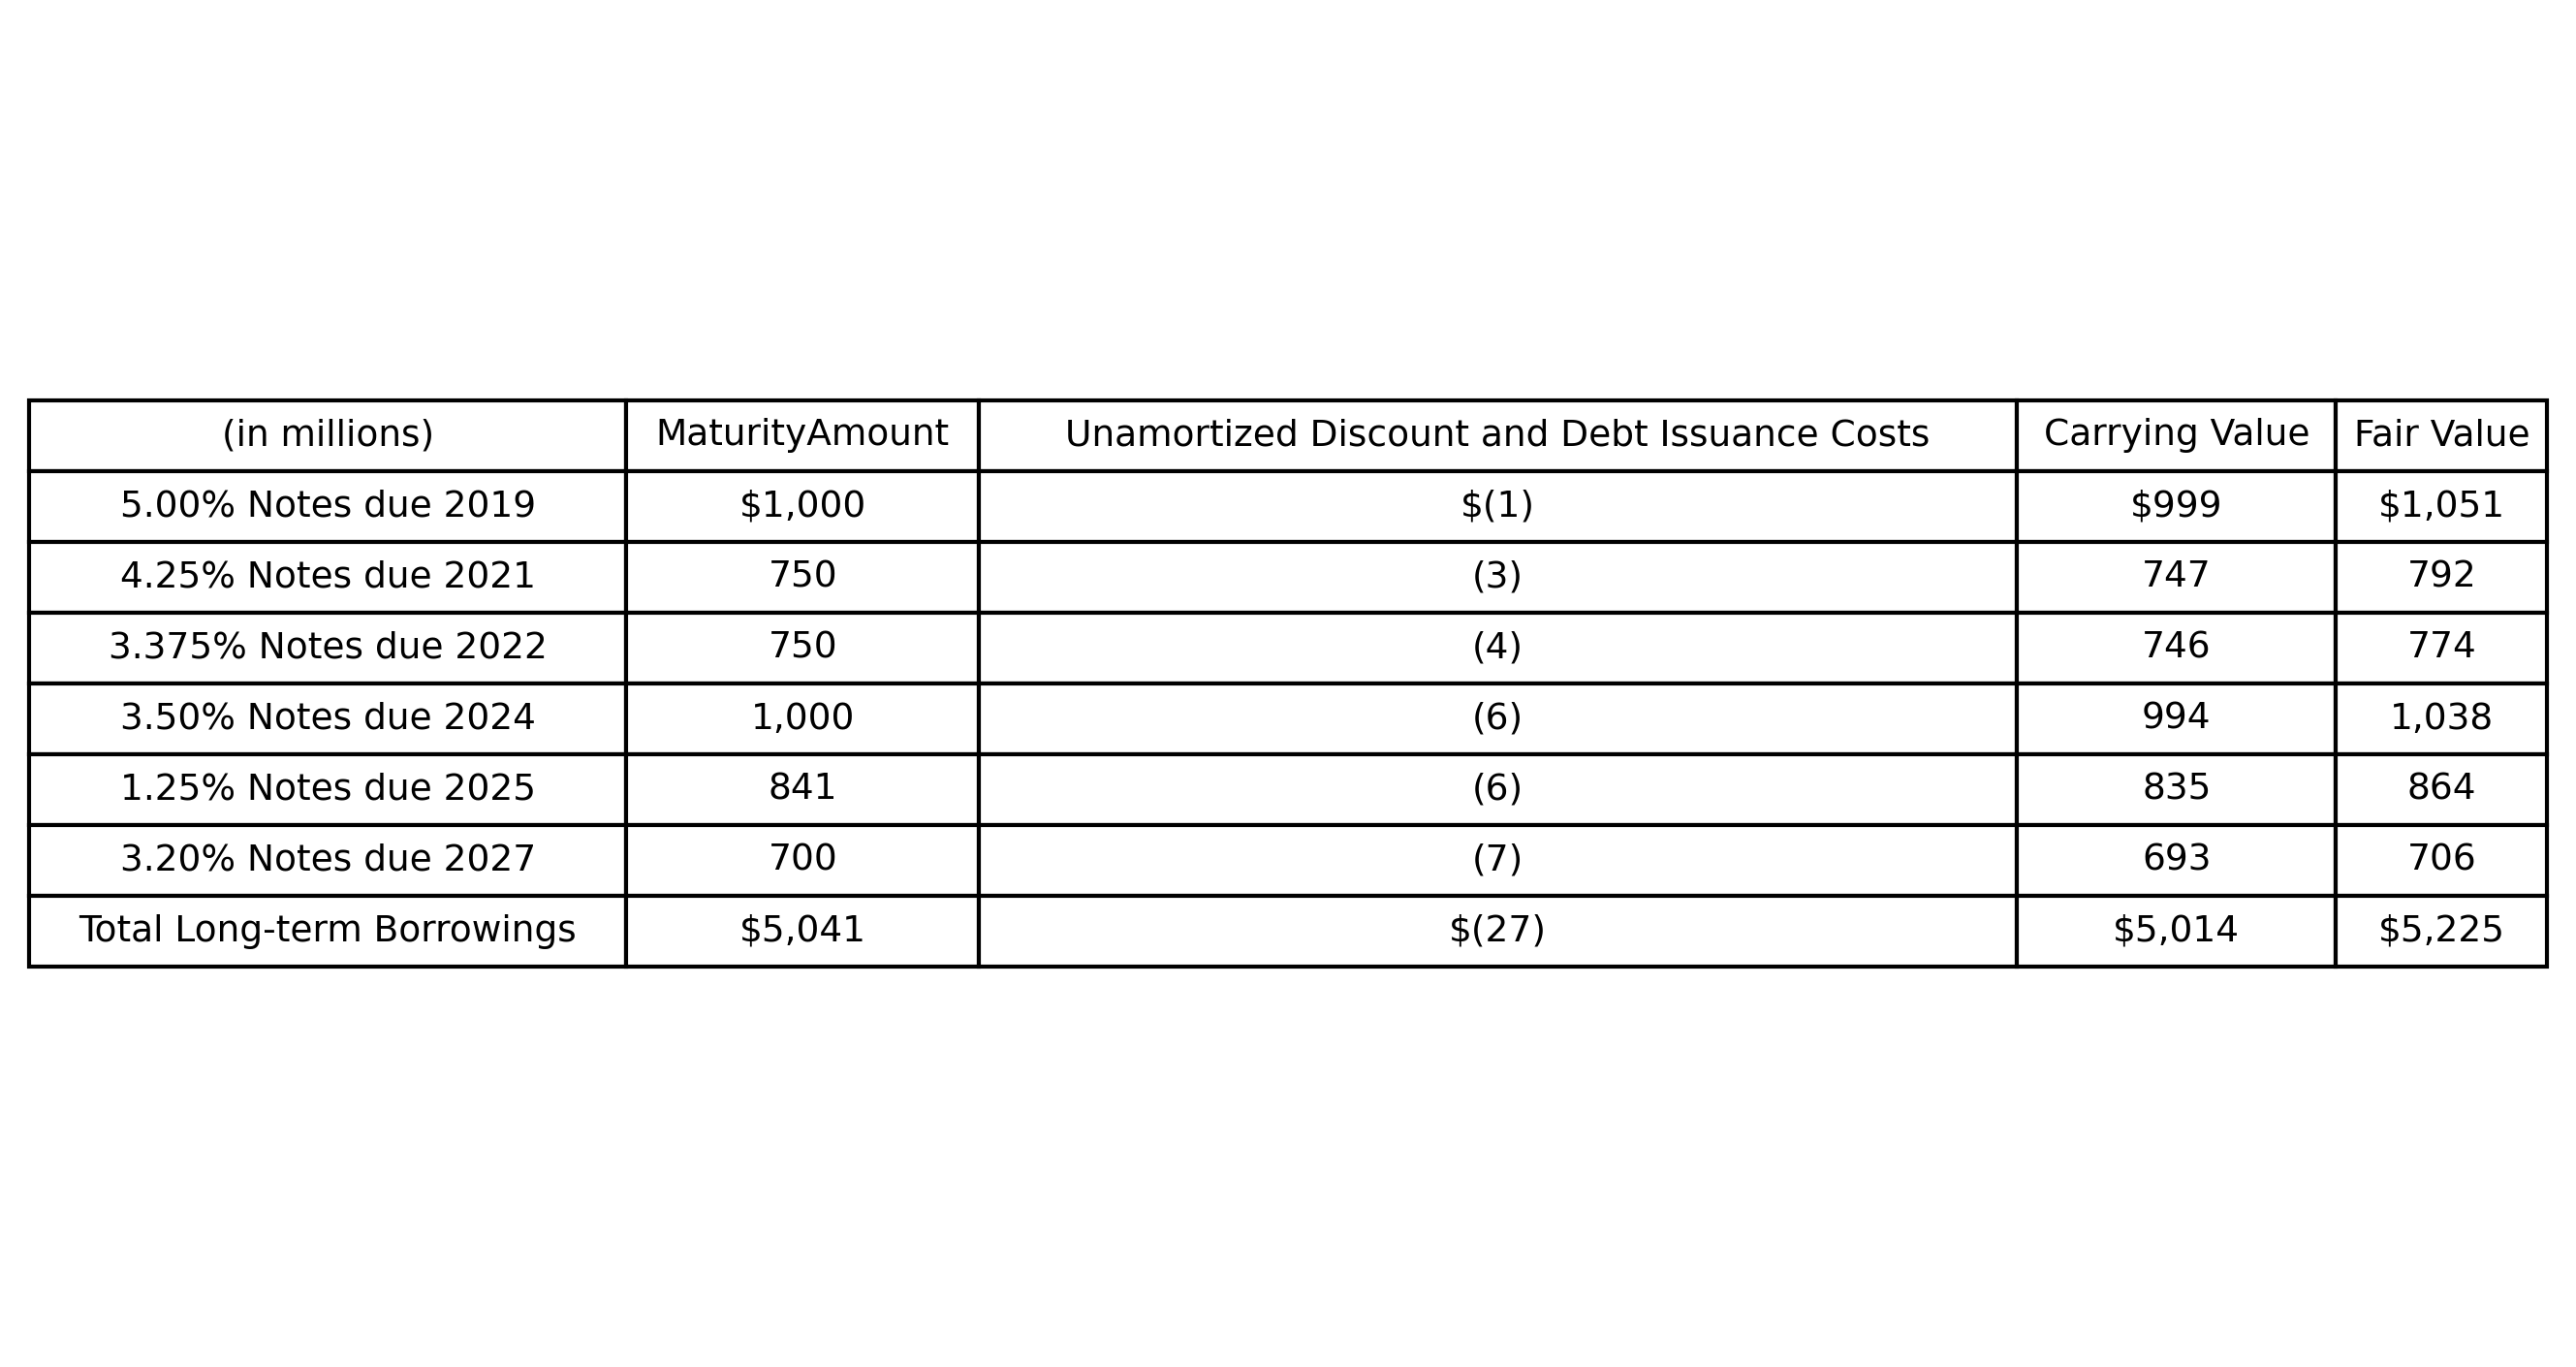 (in millions) MaturityAmount Unamortized Discount and Debt Issuance Costs Carrying Value Fair Value
5.00% Notes due 2019 $1,000 $(1) $999 $1,051
4.25% Notes due 2021 750 (3) 747 792
3.375% Notes due 2022 750 (4) 746 774
3.50% Notes due 2024 1,000 (6) 994 1,038
1.25% Notes due 2025 841 (6) 835 864
3.20% Notes due 2027 700 (7) 693 706
Total Long-term Borrowings $5,041 $(27) $5,014 $5,225